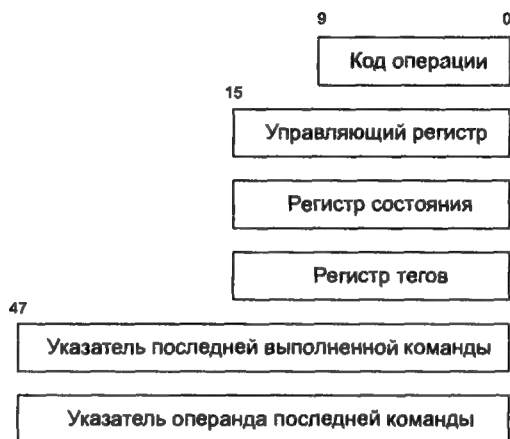 9 0
Код операции
15
Управляющий регистр
Регистр состояния
Регистр тегов
47
Указатель последней выполненной команды
Указатель операнда последней команды